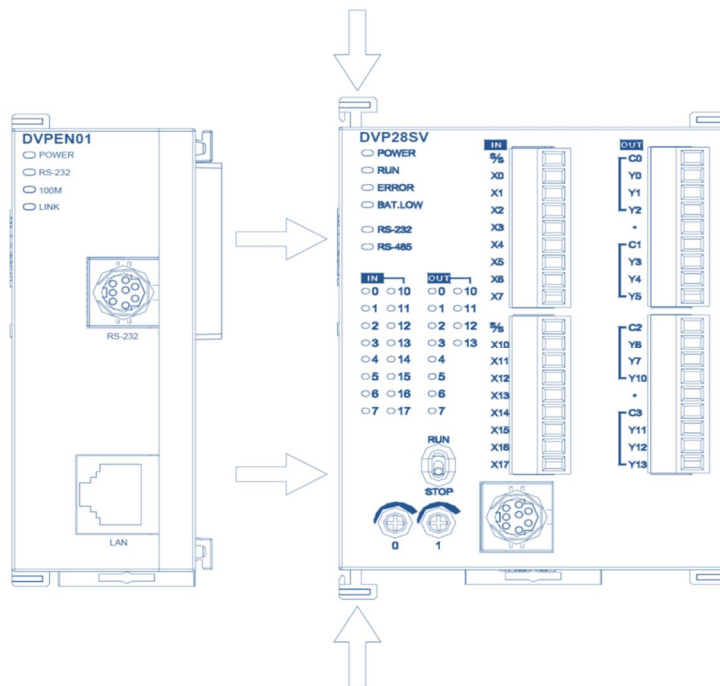 DVPEN01
POWER
RS-232
100M
LINK
RS-232
LAN
DVP28SV
POWER
RUN
ERROR
BAT.LOW
RS-232
RS-485
IN OUT
0 10 0 10
1 11 1 11
2 12 2 12
3 13 3 13
4 14 4
5 15 5
6 16 6
7 17 7
RUN
STOP
0 1
IN
S/S
X0
X1
X2
X3
X4
X5
X6
X7
S/S
X10
X11
X12
X13
X14
X15
X16
X17
OUT
C0
Y0
Y1
Y2
•
C1
Y3
Y4
Y5
C2
Y6
Y7
Y10
•
C3
Y11
Y12
Y13